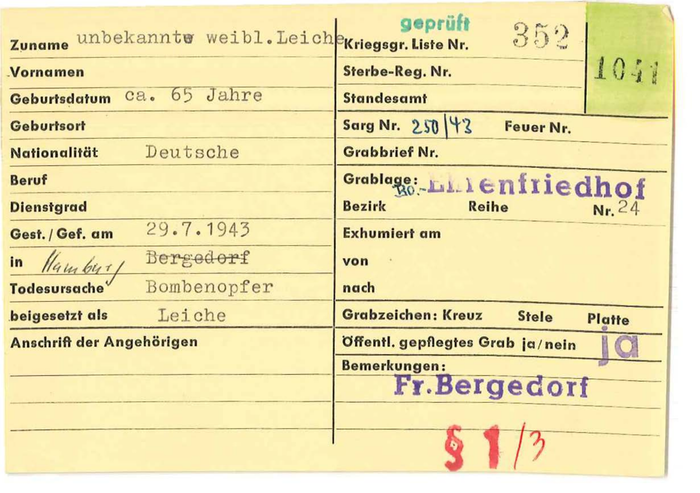 geprüft
Zuname unbekannte weibl.Leiche
Kriegsgr. Liste Nr. 352
1041
Vornamen
Sterbe-Reg. Nr.
Geburtsdatum ca. 65 Jahre
Standesamt
Geburtsort
Sarg Nr. 250/43 Feuer Nr.
Nationalität Deutsche
Grabbrief Nr.
Beruf
Grablage: Bo.- Ehrenfriedhof
Dienstgrad
Bezirk Reihe Nr. 24
Gest./Gef. am 29.7.1943
Exhumiert am
in Hamburg Bergedorf
von
Todesursache Bombenopfer
nach
beigesetzt als Leiche
Grabzeichen: Kreuz Stele Platte
Anschrift der Angehörigen
Öffentl. gepflegtes Grab ja/nein ja
Bemerkungen:
Fr.Bergedorf
§ 1/3